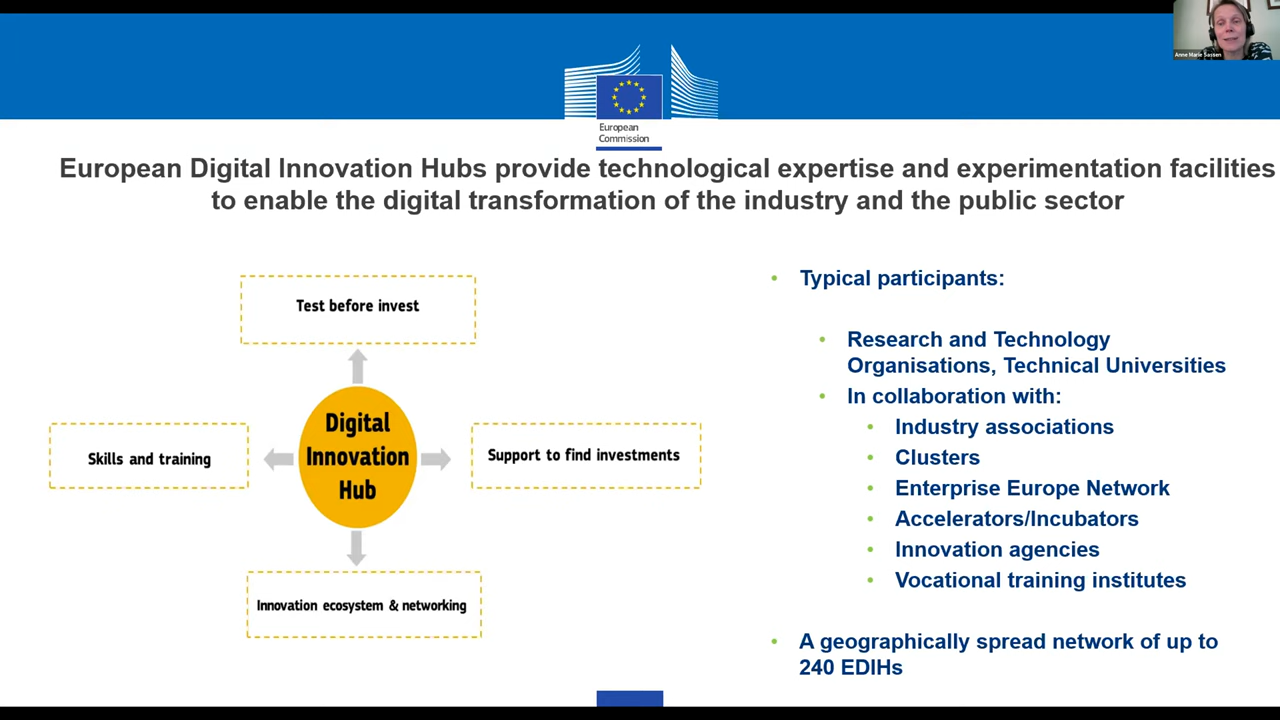 Anne Marie Sassen
European
Commission
European Digital Innovation Hubs provide technological expertise and experimentation facilities
to enable the digital transformation of the industry and the public sector
Test before invest
Skills and training
Digital
Innovation
Hub
Support to find investments
Innovation ecosystem & networking
• Typical participants:
• Research and Technology
Organisations, Technical Universities
• In collaboration with:
• Industry associations
• Clusters
• Enterprise Europe Network
• Accelerators/Incubators
• Innovation agencies
• Vocational training institutes
• A geographically spread network of up to
240 EDIHs